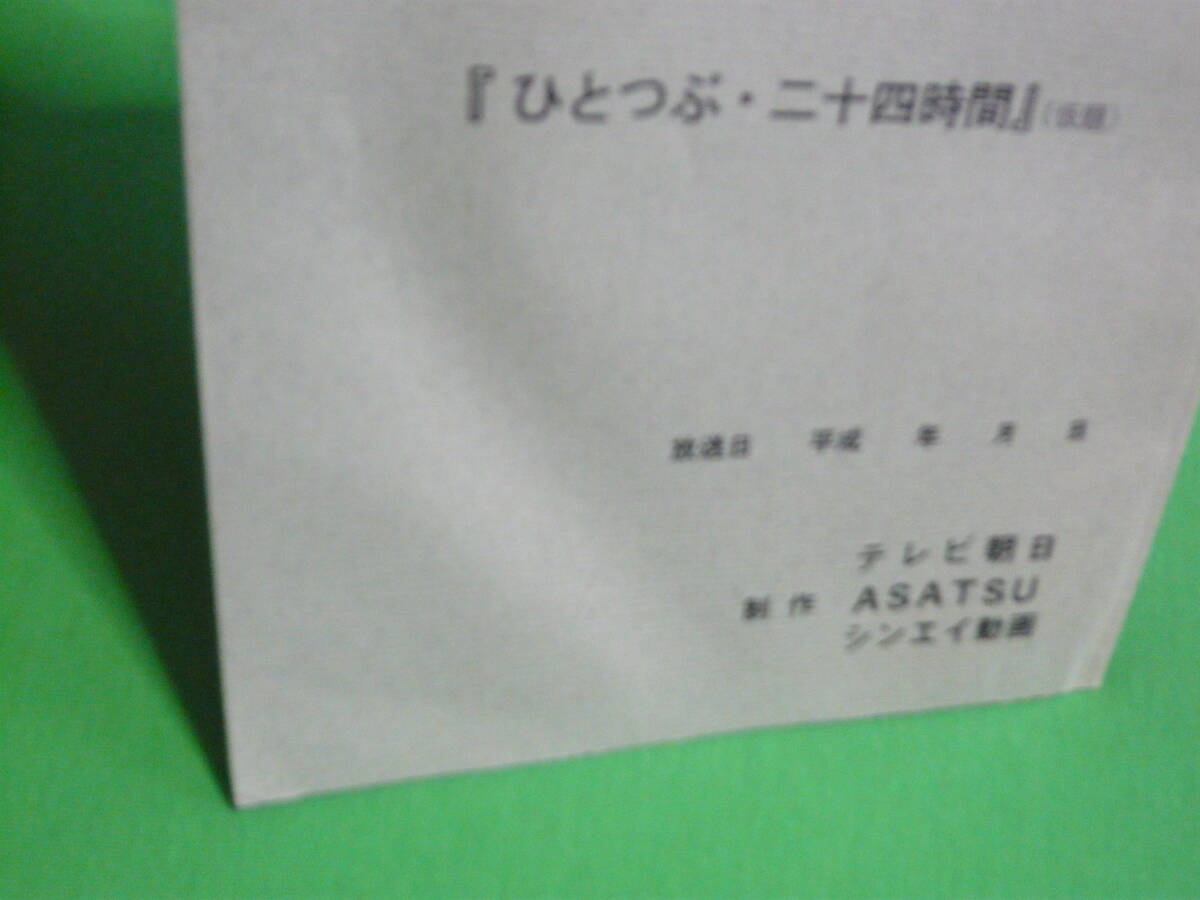 『ひとつぶ・二十四時間』（仮題）
放送日　平成　年　月　日
テレビ朝日
制作 ASATSU
シンエイ動画